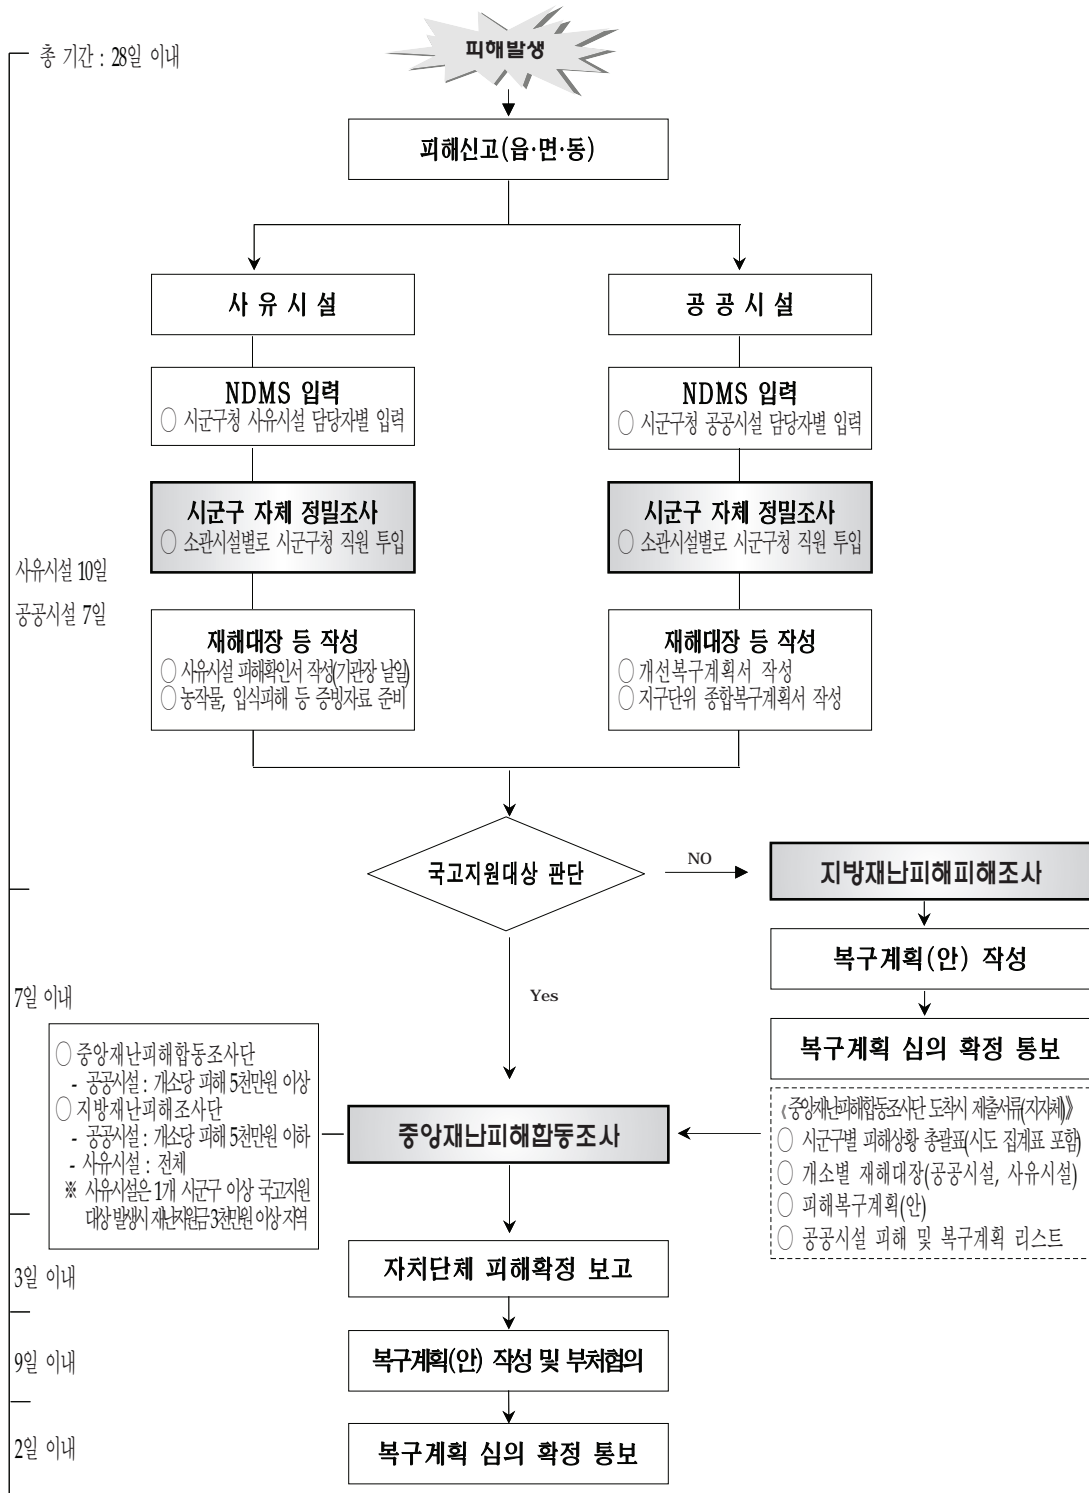 총 기간 : 28일 이내
피해발생
피해신고(읍·면·동)
사 유 시 설
공 공 시 설
NDMS 입력
○ 시군구청 사유시설 담당자별 입력
NDMS 입력
○ 시군구청 공공시설 담당자별 입력
시군구 자체 정밀조사
○ 소관시설별로 시군구청 직원 투입
시군구 자체 정밀조사
○ 소관시설별로 시군구청 직원 투입
사유시설 10일
공공시설 7일
재해대장 등 작성
○ 사유시설 피해확인서 작성(기관장 날일)
○ 농작물, 입식피해 등 증빙자료 준비
재해대장 등 작성
○ 개선복구계획서 작성
○ 지구단위 종합복구계획서 작성
국고지원대상 판단
NO
지방재난피해피해조사
복구계획(안) 작성
복구계획 심의 확정 통보
Yes
7일 이내
○ 중앙재난피해합동조사단
- 공공시설 : 개소당 피해 5천만원 이상
○ 지방재난피해조사단
- 공공시설 : 개소당 피해 5천만원 이하
- 사유시설 : 전체
※ 사유시설은 1개 시군구 이상 국고지원
대상 발생시 재난지원금 3천만원 이상 지역
중앙재난피해합동조사
《중앙재난피해합동조사단 도착시 제출서류(지자체)》
○ 시군구별 피해상황 총괄표(시도 집계표 포함)
○ 개소별 재해대장(공공시설, 사유시설)
○ 피해복구계획(안)
○ 공공시설 피해 및 복구계획 리스트
3일 이내
자치단체 피해확정 보고
9일 이내
복구계획(안) 작성 및 부처협의
2일 이내
복구계획 심의 확정 통보